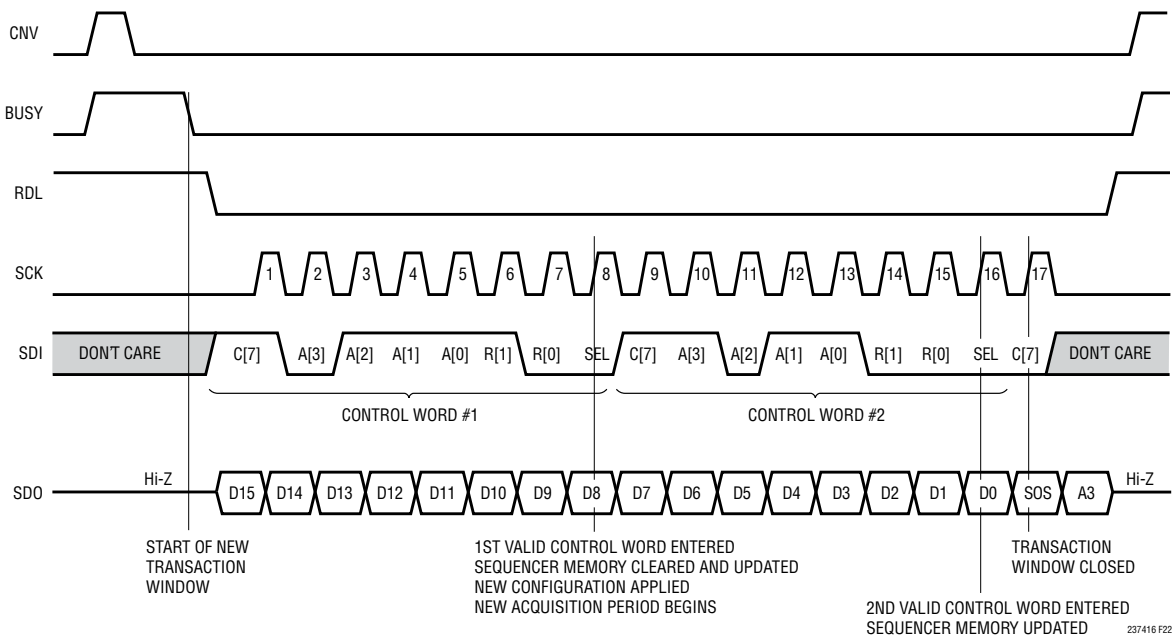 CNV
BUSY
RDL
SCK
1 2 3 4 5 6 7 8 9 10 11 12 13 14 15 16 17
SDI
DON'T CARE C[7] A[3] A[2] A[1] A[0] R[1] R[0] SEL C[7] A[3] A[2] A[1] A[0] R[1] R[0] SEL C[7] DON'T CARE
CONTROL WORD #1
CONTROL WORD #2
SDO
Hi-Z D15 D14 D13 D12 D11 D10 D9 D8 D7 D6 D5 D4 D3 D2 D1 D0 SOS A3 Hi-Z
START OF NEW
TRANSACTION
WINDOW
1ST VALID CONTROL WORD ENTERED
SEQUENCER MEMORY CLEARED AND UPDATED
NEW CONFIGURATION APPLIED
NEW ACQUISITION PERIOD BEGINS
TRANSACTION
WINDOW CLOSED
2ND VALID CONTROL WORD ENTERED
SEQUENCER MEMORY UPDATED
237416 F22